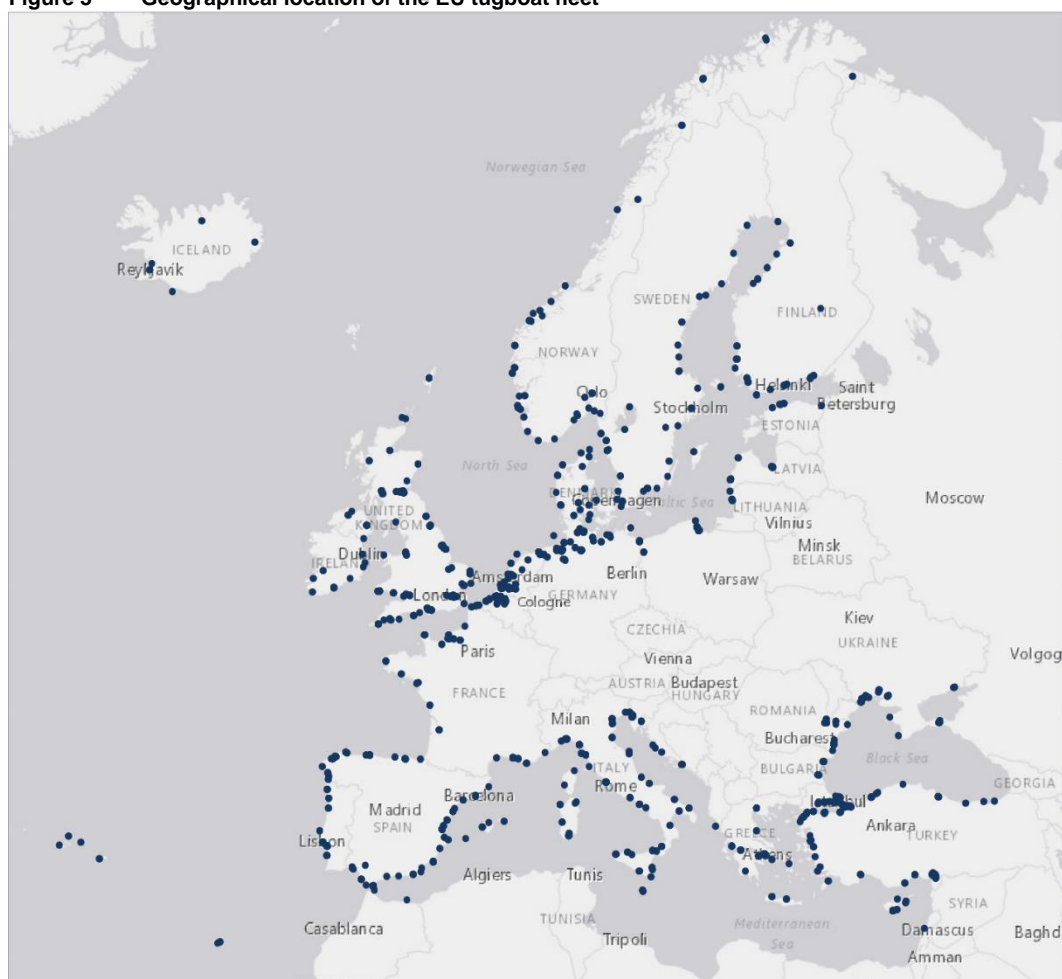 Figure 5 Geographical location of the EU tugboat fleet
Norwegian Sea
ICELAND
Reykjavík
SWEDEN
FINLAND
NORWAY
Oslo
Helsinki
Saint
Petersburg
Stockholm
ESTONIA
North Sea
LATVIA
DENMARK
Copenhagen
Baltic Sea
Moscow
UNITED
KINGDOM
LITHUANIA
Vilnius
Dublin
IRELAND
Minsk
BELARUS
Amsterdam
Berlin
Warsaw
London
GERMANY
Cologne
Kiev
UKRAINE
CZECHIA
Paris
Vienna
Volgog
AUSTRIA
Budapest
HUNGARY
FRANCE
Milan
ROMANIA
Bucharest
Black Sea
ITALY
BULGARIA
Rome
GEORGIA
Barcelona
Istanbul
Madrid
SPAIN
Ankara
TURKEY
Lisbon
GREECE
Athens
Algiers
Tunis
SYRIA
Casablanca
TUNISIA
Mediterranean
Sea
Damascus
Baghd
Tripoli
Amman